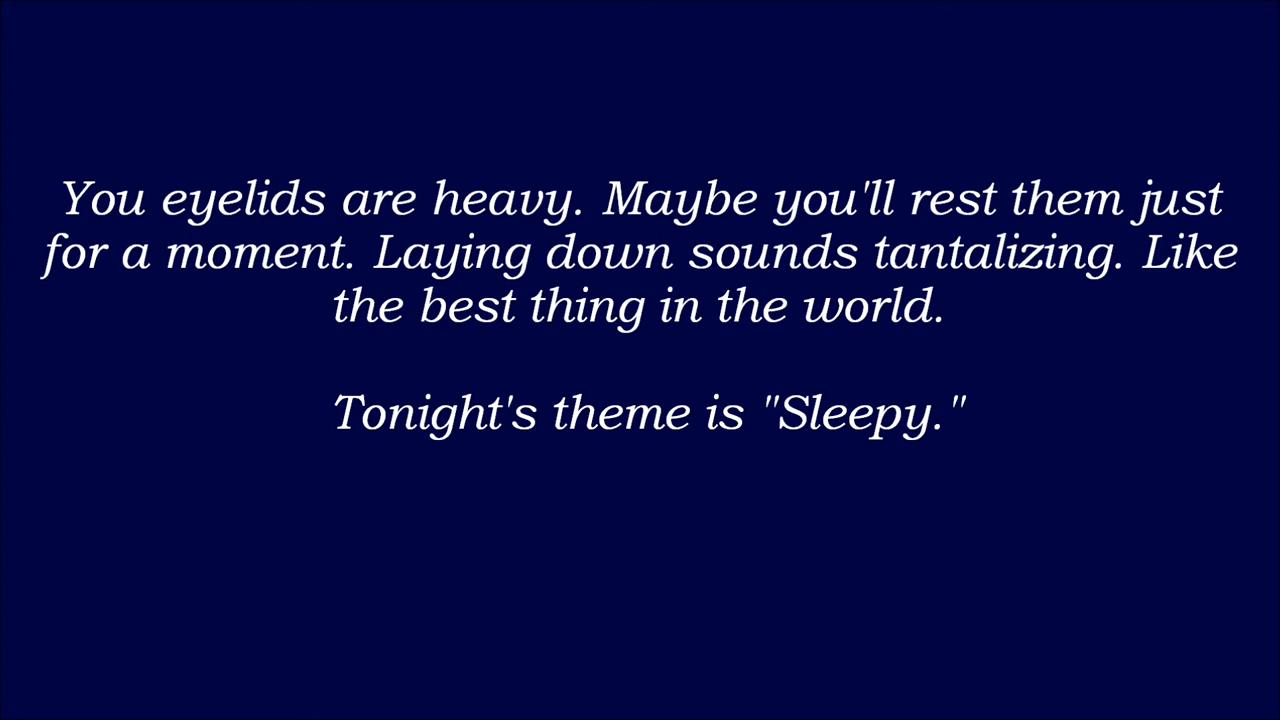 You eyelids are heavy. Maybe you'll rest them just
for a moment. Laying down sounds tantalizing. Like
the best thing in the world.
Tonight's theme is "Sleepy."